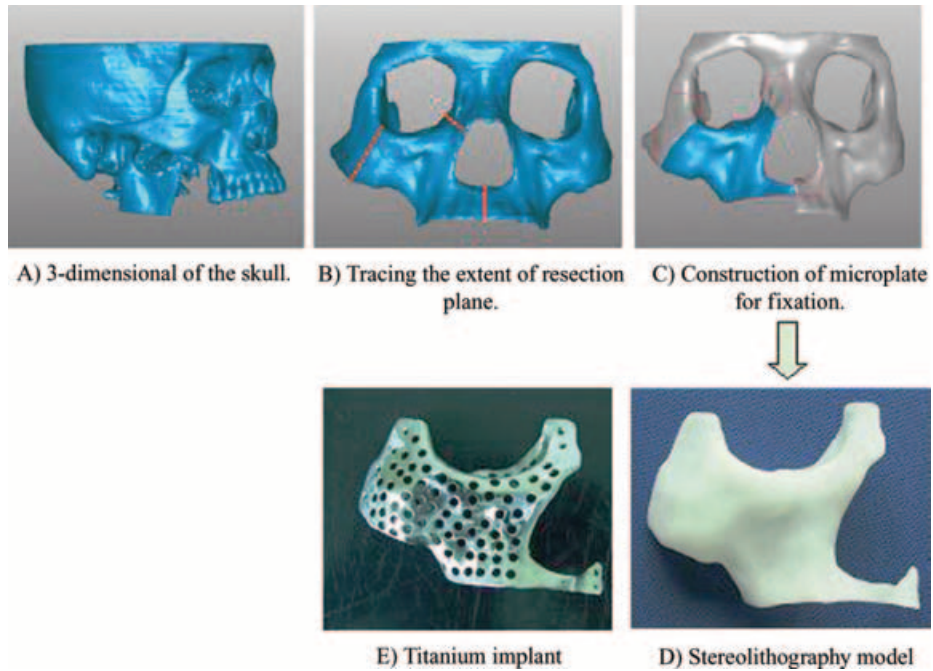 A) 3-dimensional of the skull.
B) Tracing the extent of resection
plane.
C) Construction of microplate
for fixation.
E) Titanium implant
D) Stereolithography model